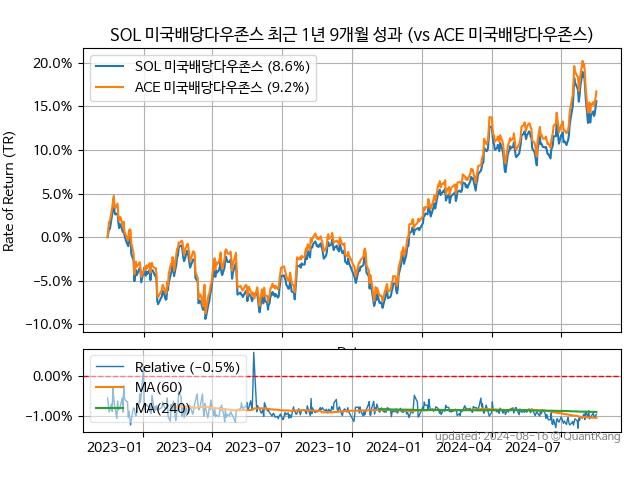 SOL 미국배당다우존스 최근 1년 9개월 성과 (vs ACE 미국배당다우존스)
Rate of Return (TR)
20.0%
15.0%
10.0%
5.0%
0.0%
−5.0%
−10.0%
SOL 미국배당다우존스 (8.6%)
ACE 미국배당다우존스 (9.2%)
0.00%
−1.00%
Relative (−0.5%)
MA(60)
MA(240)
updated: 2024-08-16 © QuantKang
2023−01 2023−04 2023−07 2023−10 2024−01 2024−04 2024−07